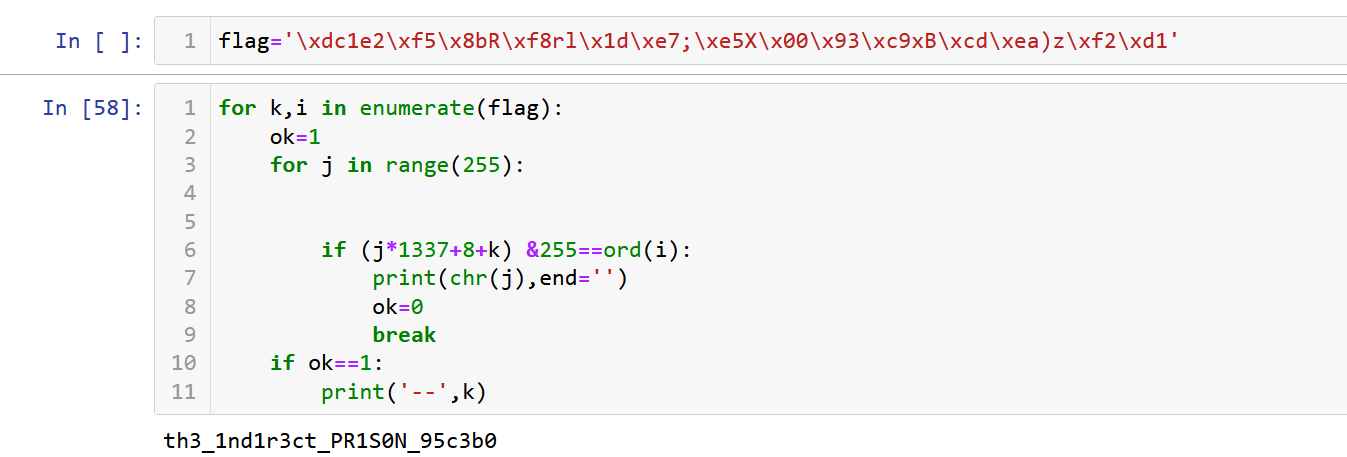 In [ ]: 1 flag='\xdc1e2\xf5\x8bR\xf8rl\x1d\xe7;\xe5X\x00\x93\xc9xB\xcd\xea)z\xf2\xd1'
In [58]: 1 for k,i in enumerate(flag):
2 ok=1
3 for j in range(255):
4
5
6 if (j*1337+8+k) &255==ord(i):
7 print(chr(j),end='')
8 ok=0
9 break
10 if ok==1:
11 print('--',k)
th3_1nd1r3ct_PR1S0N_95c3b0